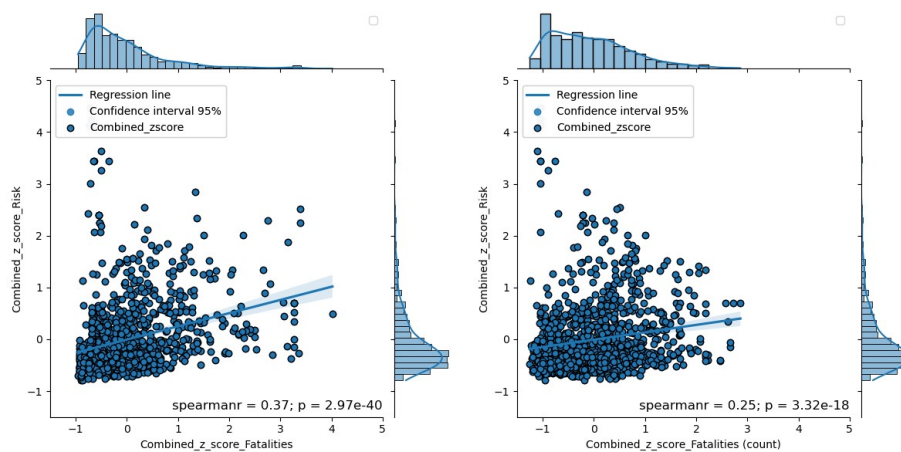 5
4
3
2
1
0
−1
Combined_z_score_Risk
Regression line
Confidence interval 95%
Combined_zscore
spearmanr = 0.37; p = 2.97e-40
−1 0 1 2 3 4 5
Combined_z_score_Fatalities
5
4
3
2
1
0
−1
Combined_z_score_Risk
Regression line
Confidence interval 95%
Combined_zscore
spearmanr = 0.25; p = 3.32e-18
−1 0 1 2 3 4 5
Combined_z_score_Fatalities (count)